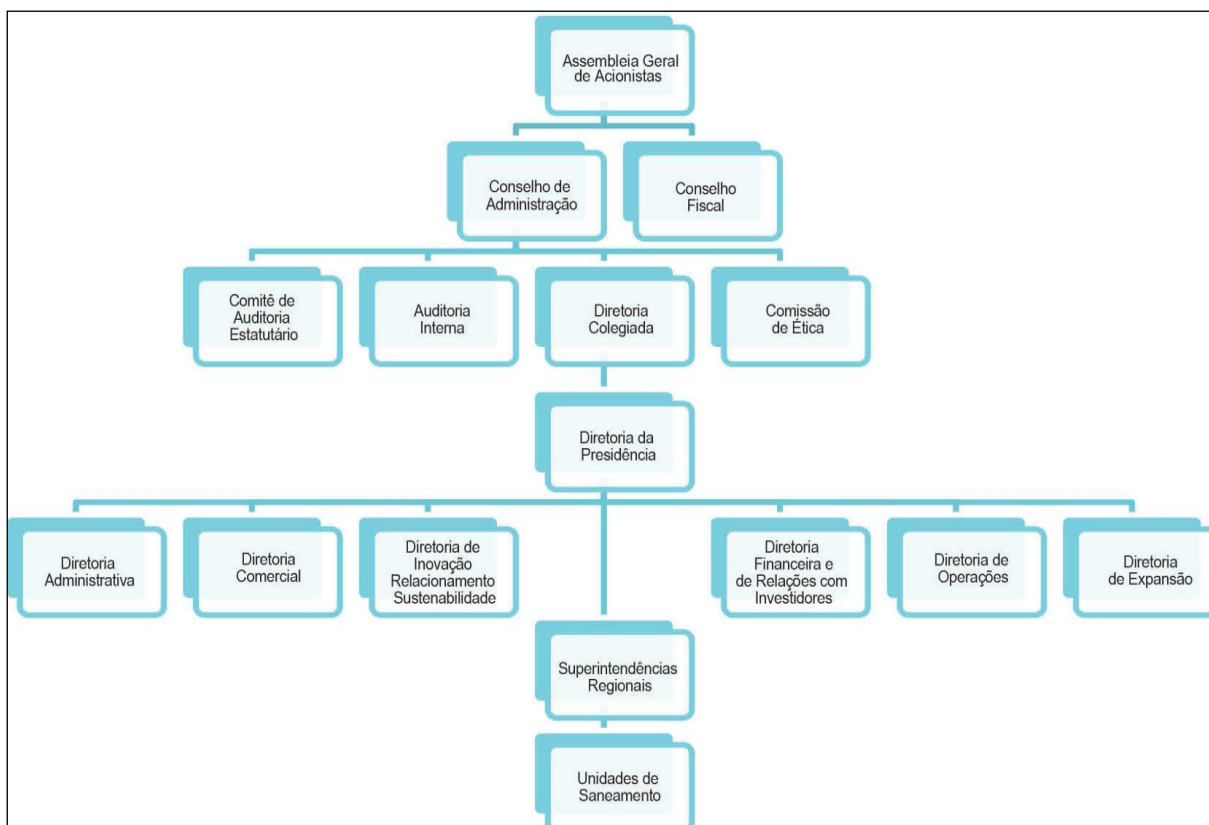 Assembleia Geral
de Acionistas
Conselho de
Administração
Conselho
Fiscal
Comitê de
Auditoria
Estatutário
Auditoria
Interna
Diretoria
Colegiada
Comissão
de Ética
Diretoria da
Presidência
Diretoria
Administrativa
Diretoria
Comercial
Diretoria de
Inovação
Relacionamento
Sustentabilidade
Diretoria
Financeira e
de Relações com
Investidores
Diretoria de
Operações
Diretoria
de Expansão
Superintendências
Regionais
Unidades de
Saneamento